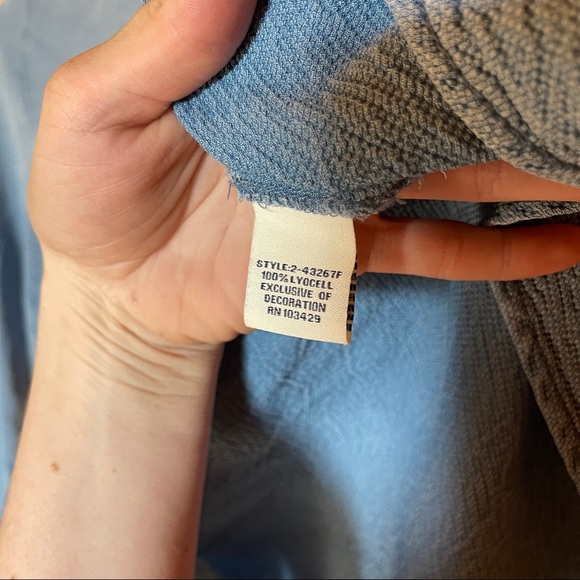 STYLE:2-43267F
100% LYOCELL
EXCLUSIVE OF
DECORATION
RN 103429